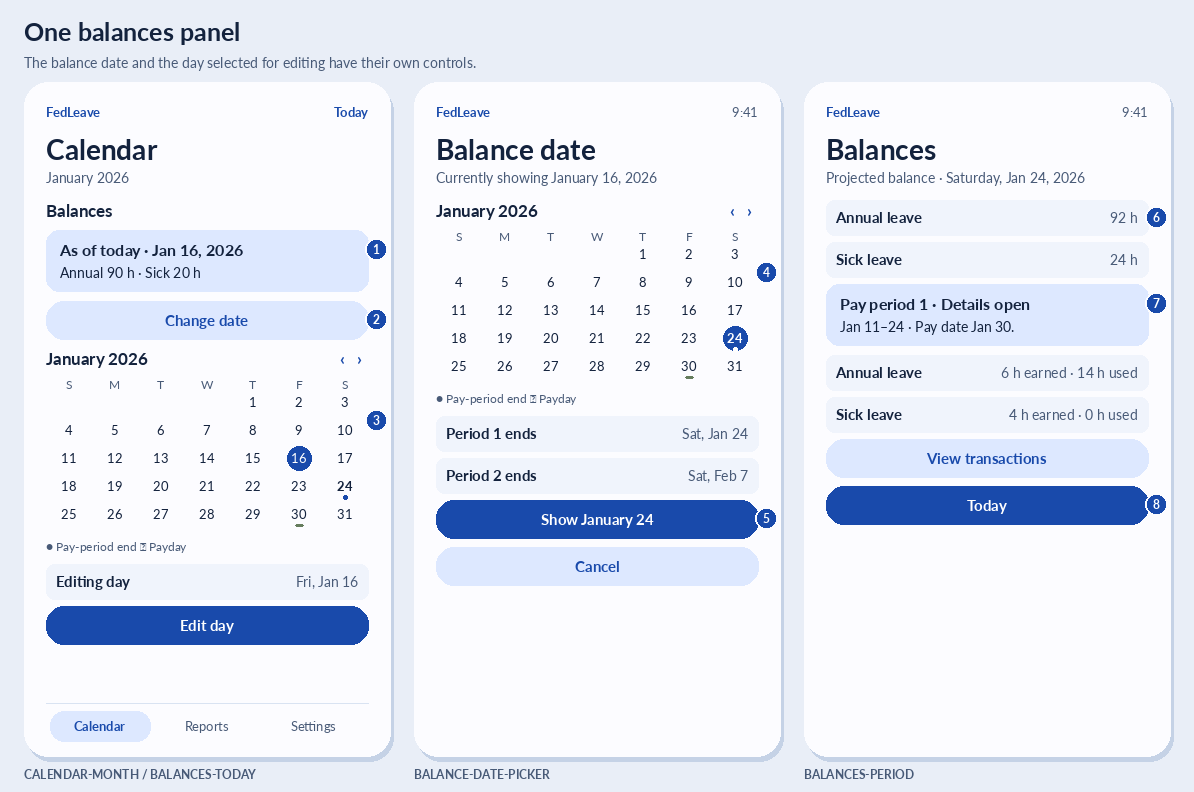 One balances panel
The balance date and the day selected for editing have their own controls.
FedLeave Today
Calendar
January 2026
Balances
As of today · Jan 16, 2026
Annual 90 h · Sick 20 h
1
Change date
2
January 2026 ‹ ›
S M T W T F S
1 2 3
3
4 5 6 7 8 9 10
11 12 13 14 15 16 17
18 19 20 21 22 23 24
25 26 27 28 29 30 31
● Pay-period end Payday
Editing day Fri, Jan 16
Edit day
Calendar Reports Settings
CALENDAR-MONTH / BALANCES-TODAY
FedLeave 9:41
Balance date
Currently showing January 16, 2026
January 2026 ‹ ›
S M T W T F S
1 2 3
4
4 5 6 7 8 9 10
11 12 13 14 15 16 17
18 19 20 21 22 23 24
25 26 27 28 29 30 31
● Pay-period end Payday
Period 1 ends Sat, Jan 24
Period 2 ends Sat, Feb 7
Show January 24
5
Cancel
BALANCE-DATE-PICKER
FedLeave 9:41
Balances
Projected balance · Saturday, Jan 24, 2026
Annual leave 92 h
6
Sick leave 24 h
Pay period 1 · Details open
Jan 11–24 · Pay date Jan 30.
7
Annual leave 6 h earned · 14 h used
Sick leave 4 h earned · 0 h used
View transactions
Today
8
BALANCES-PERIOD